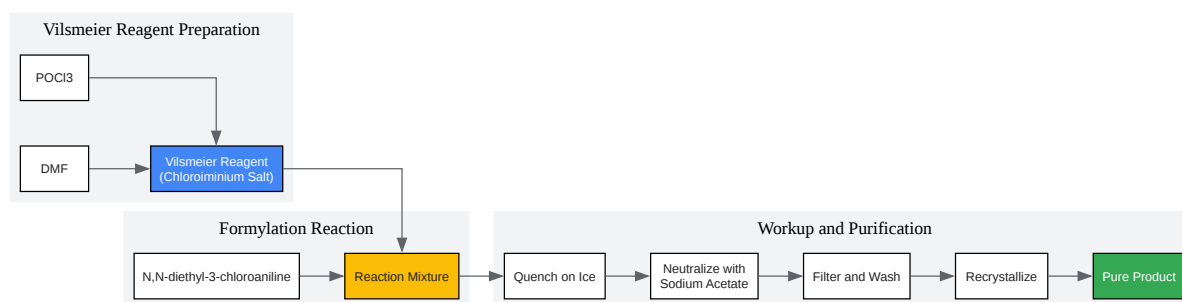 Vilsmeier Reagent Preparation
POCl3
DMF
Vilsmeier Reagent
(Chloroiminium Salt)
Formylation Reaction
N,N-diethyl-3-chloroaniline
Reaction Mixture
Workup and Purification
Quench on Ice
Neutralize with
Sodium Acetate
Filter and Wash
Recrystallize
Pure Product